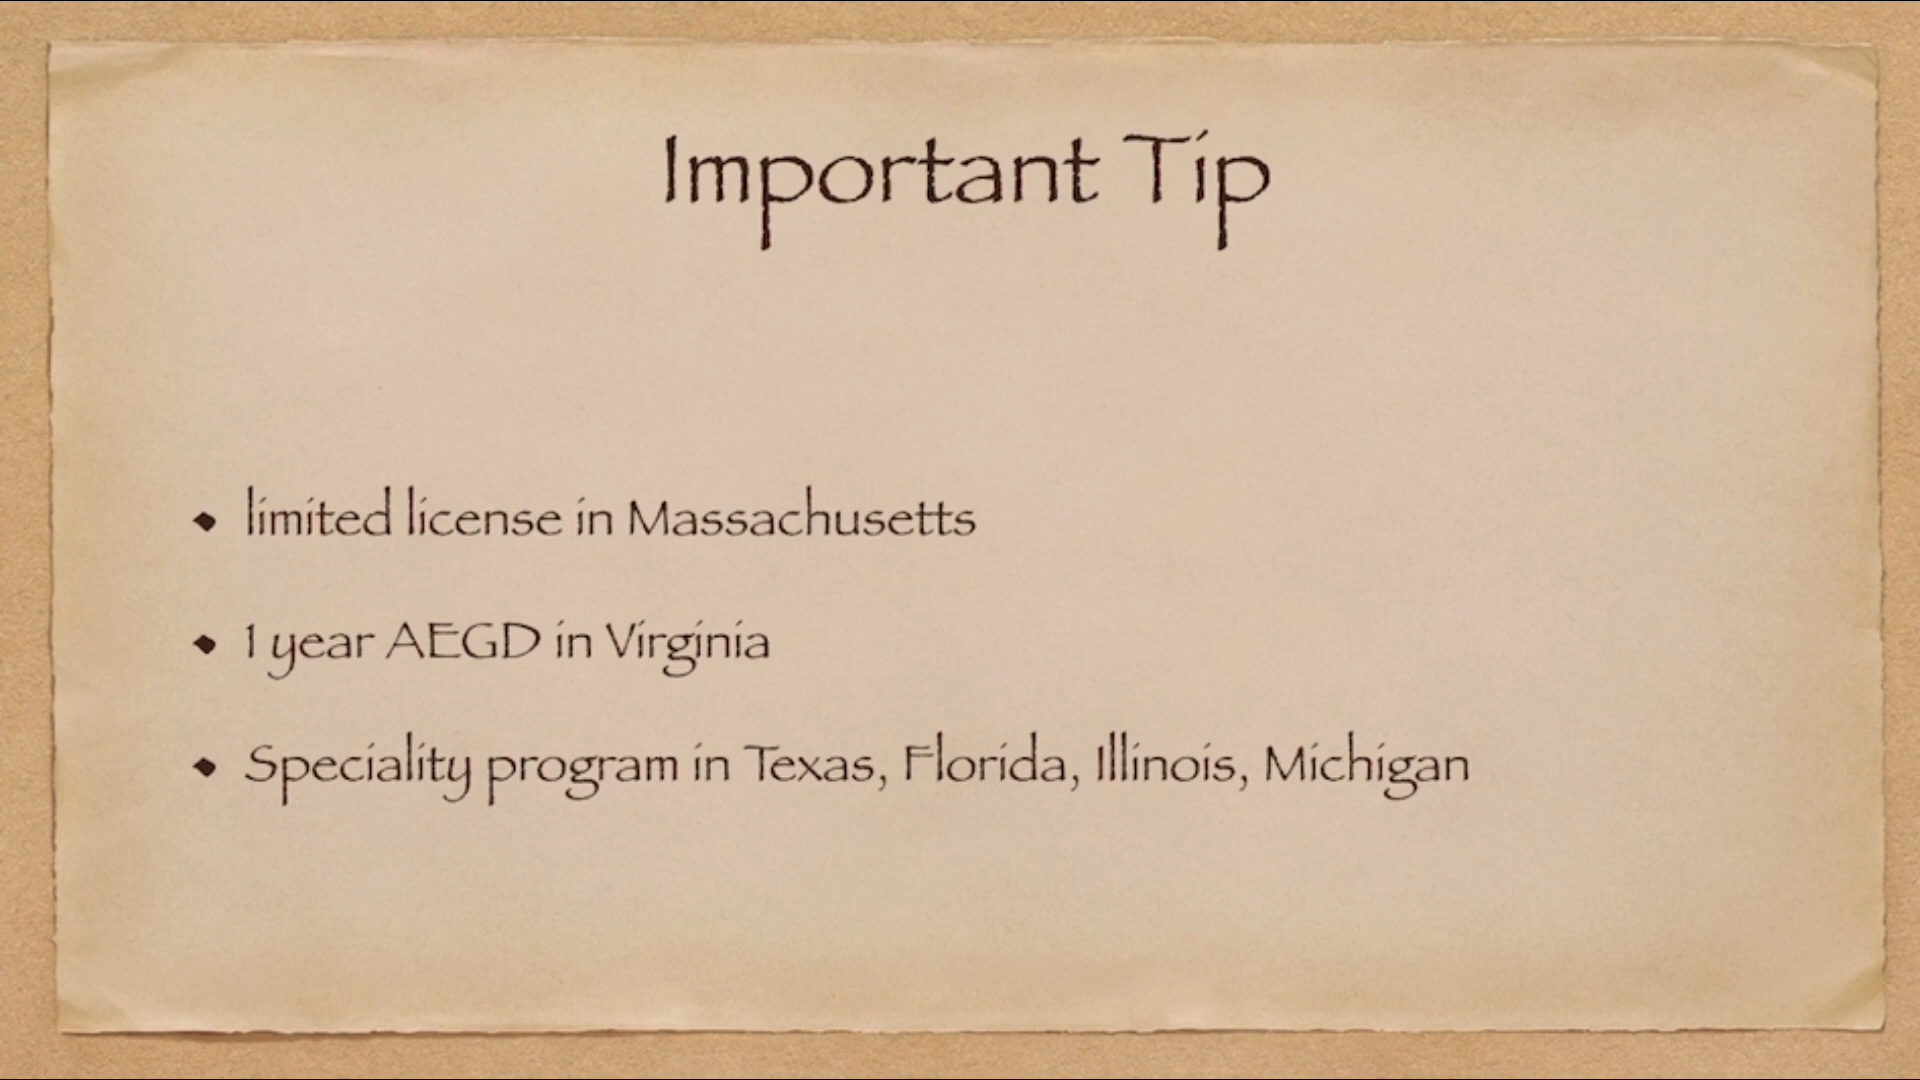 Important Tip
• limited license in Massachusetts
• 1 year AEGD in Virginia
• Speciality program in Texas, Florida, Illinois, Michigan